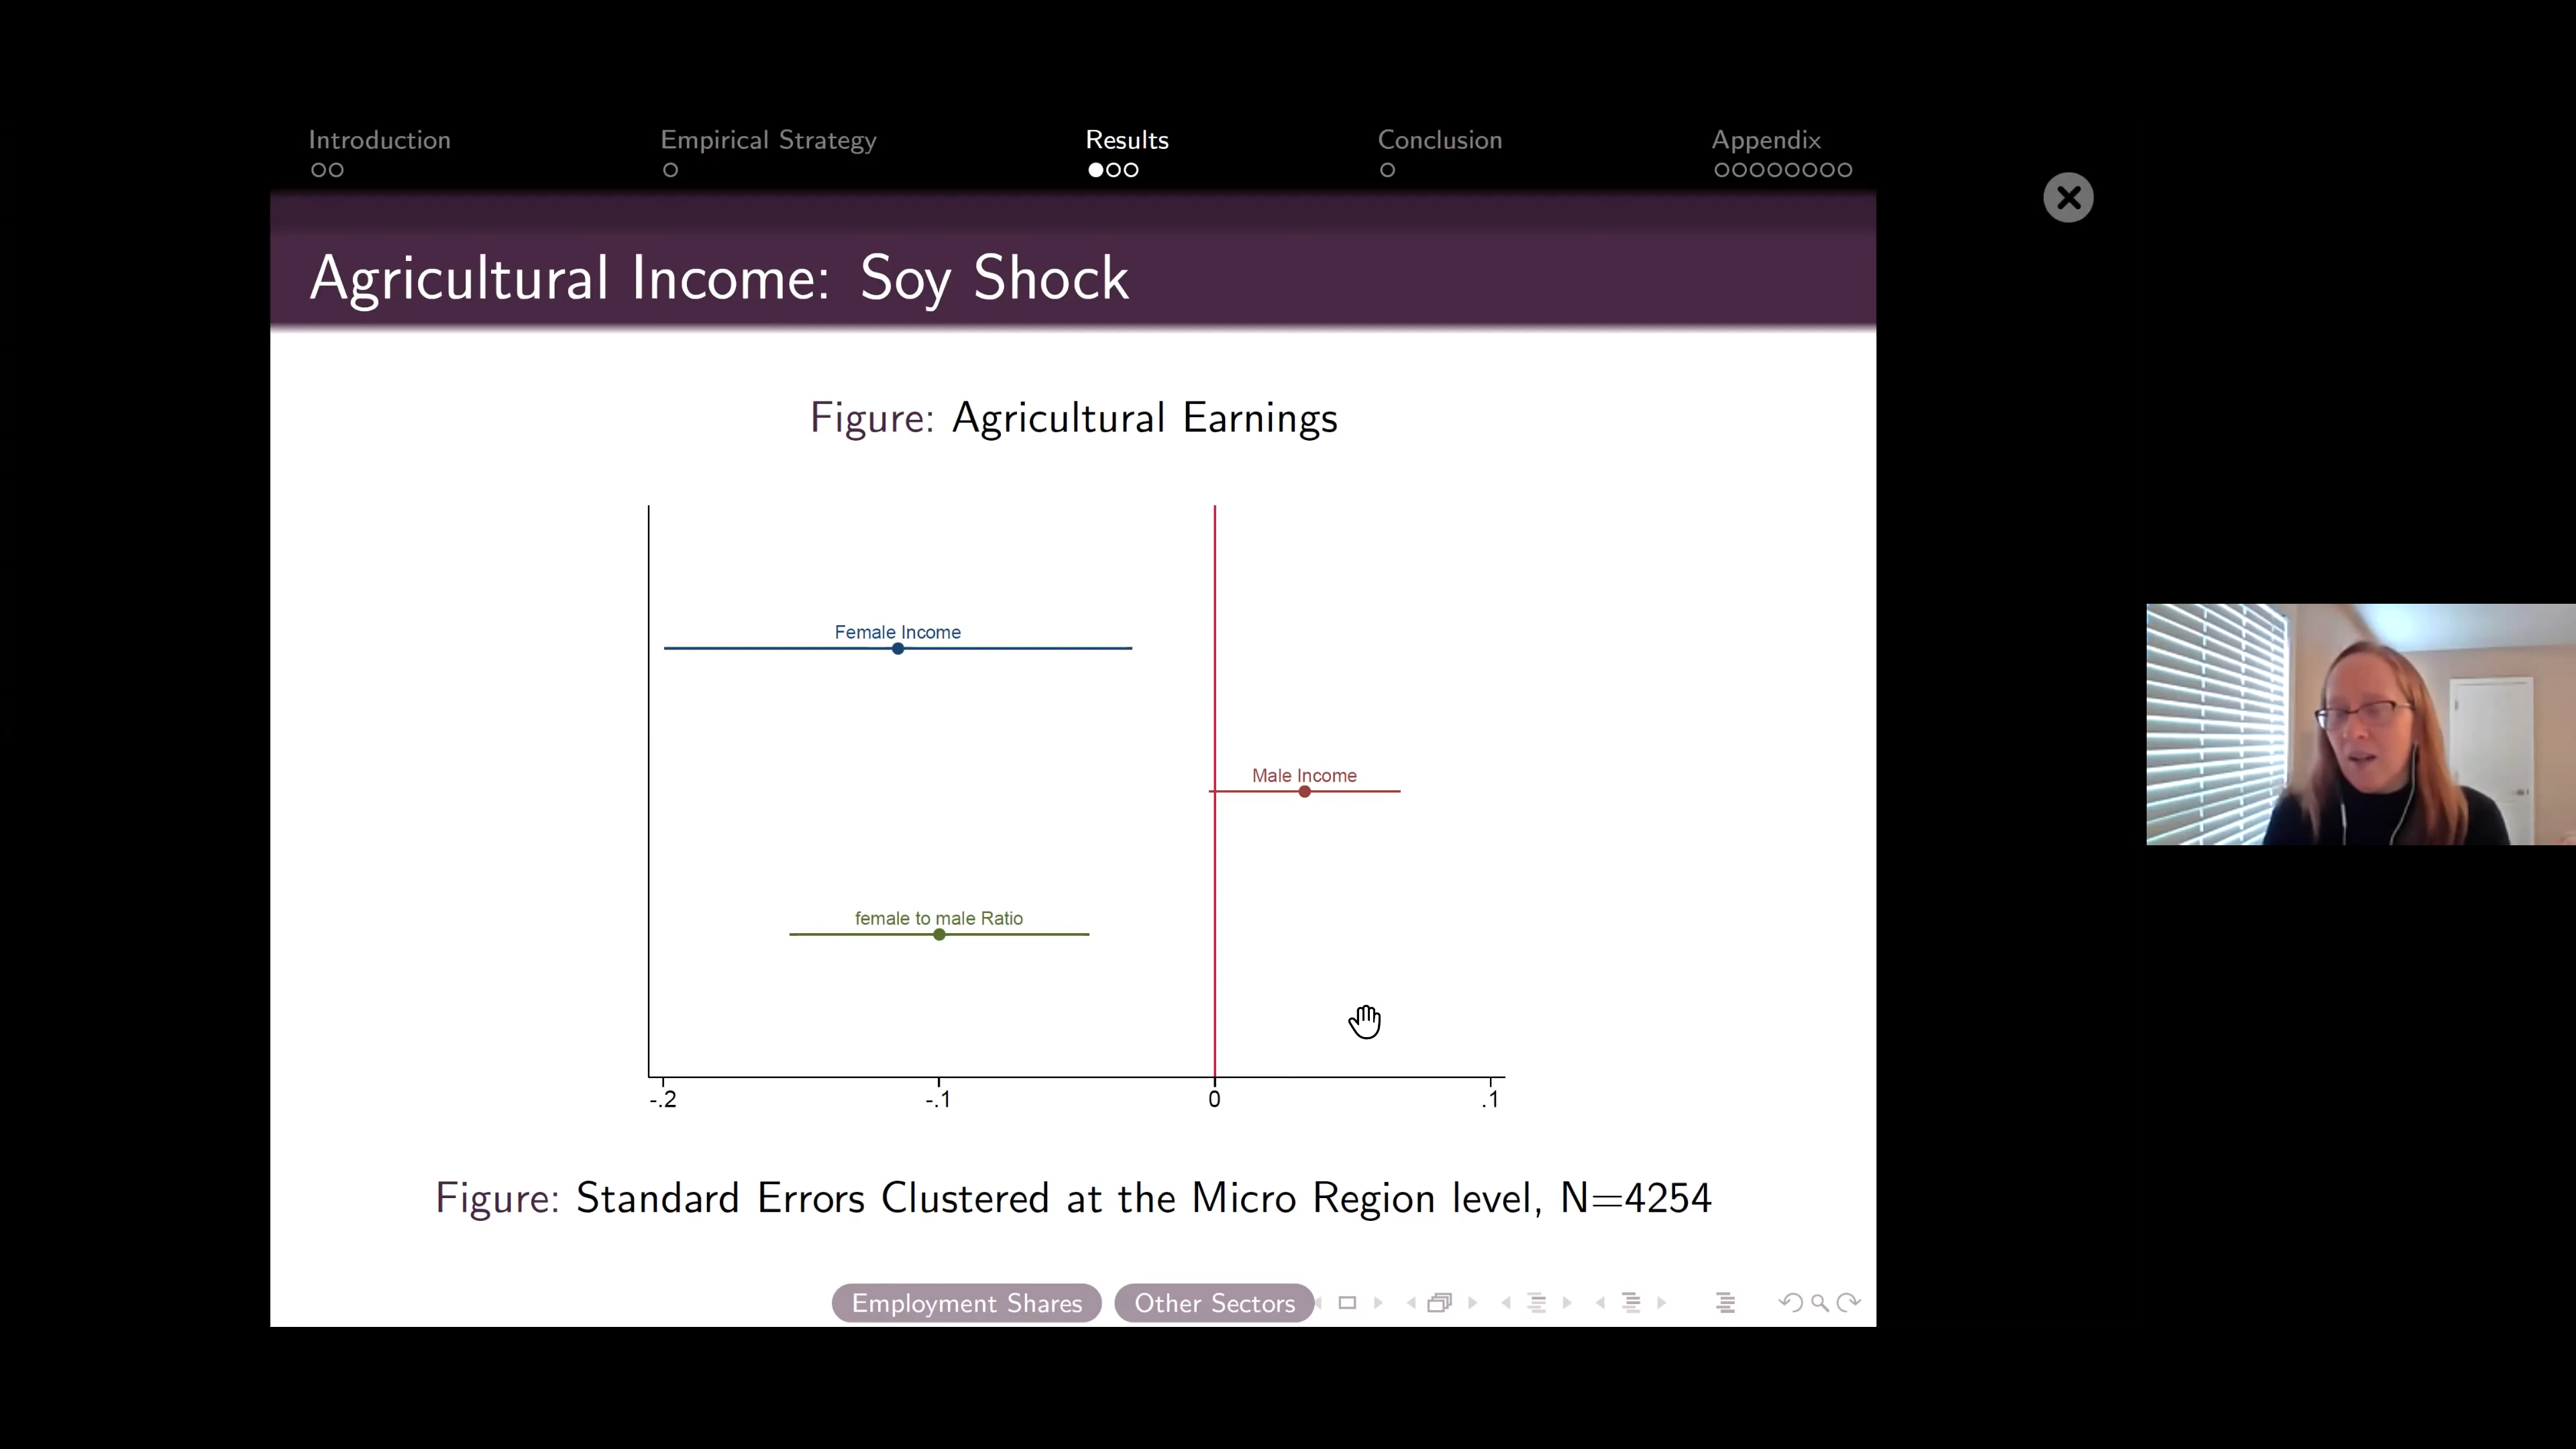 Introduction
Empirical Strategy
Results
Conclusion
Appendix
Agricultural Income: Soy Shock
Figure: Agricultural Earnings
Female Income
Male Income
female to male Ratio
-.2
-.1
0
.1
Figure: Standard Errors Clustered at the Micro Region level, N=4254
Employment Shares
Other Sectors